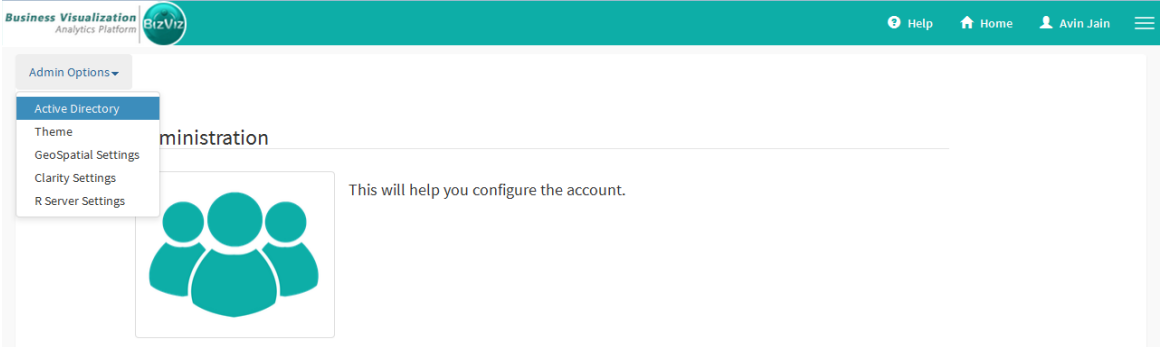 Business Visualization
Analytics Platform
BizViz
Help
Home
Avin Jain
Admin Options
Active Directory
Theme
ministration
GeoSpatial Settings
Clarity Settings
R Server Settings
This will help you configure the account.